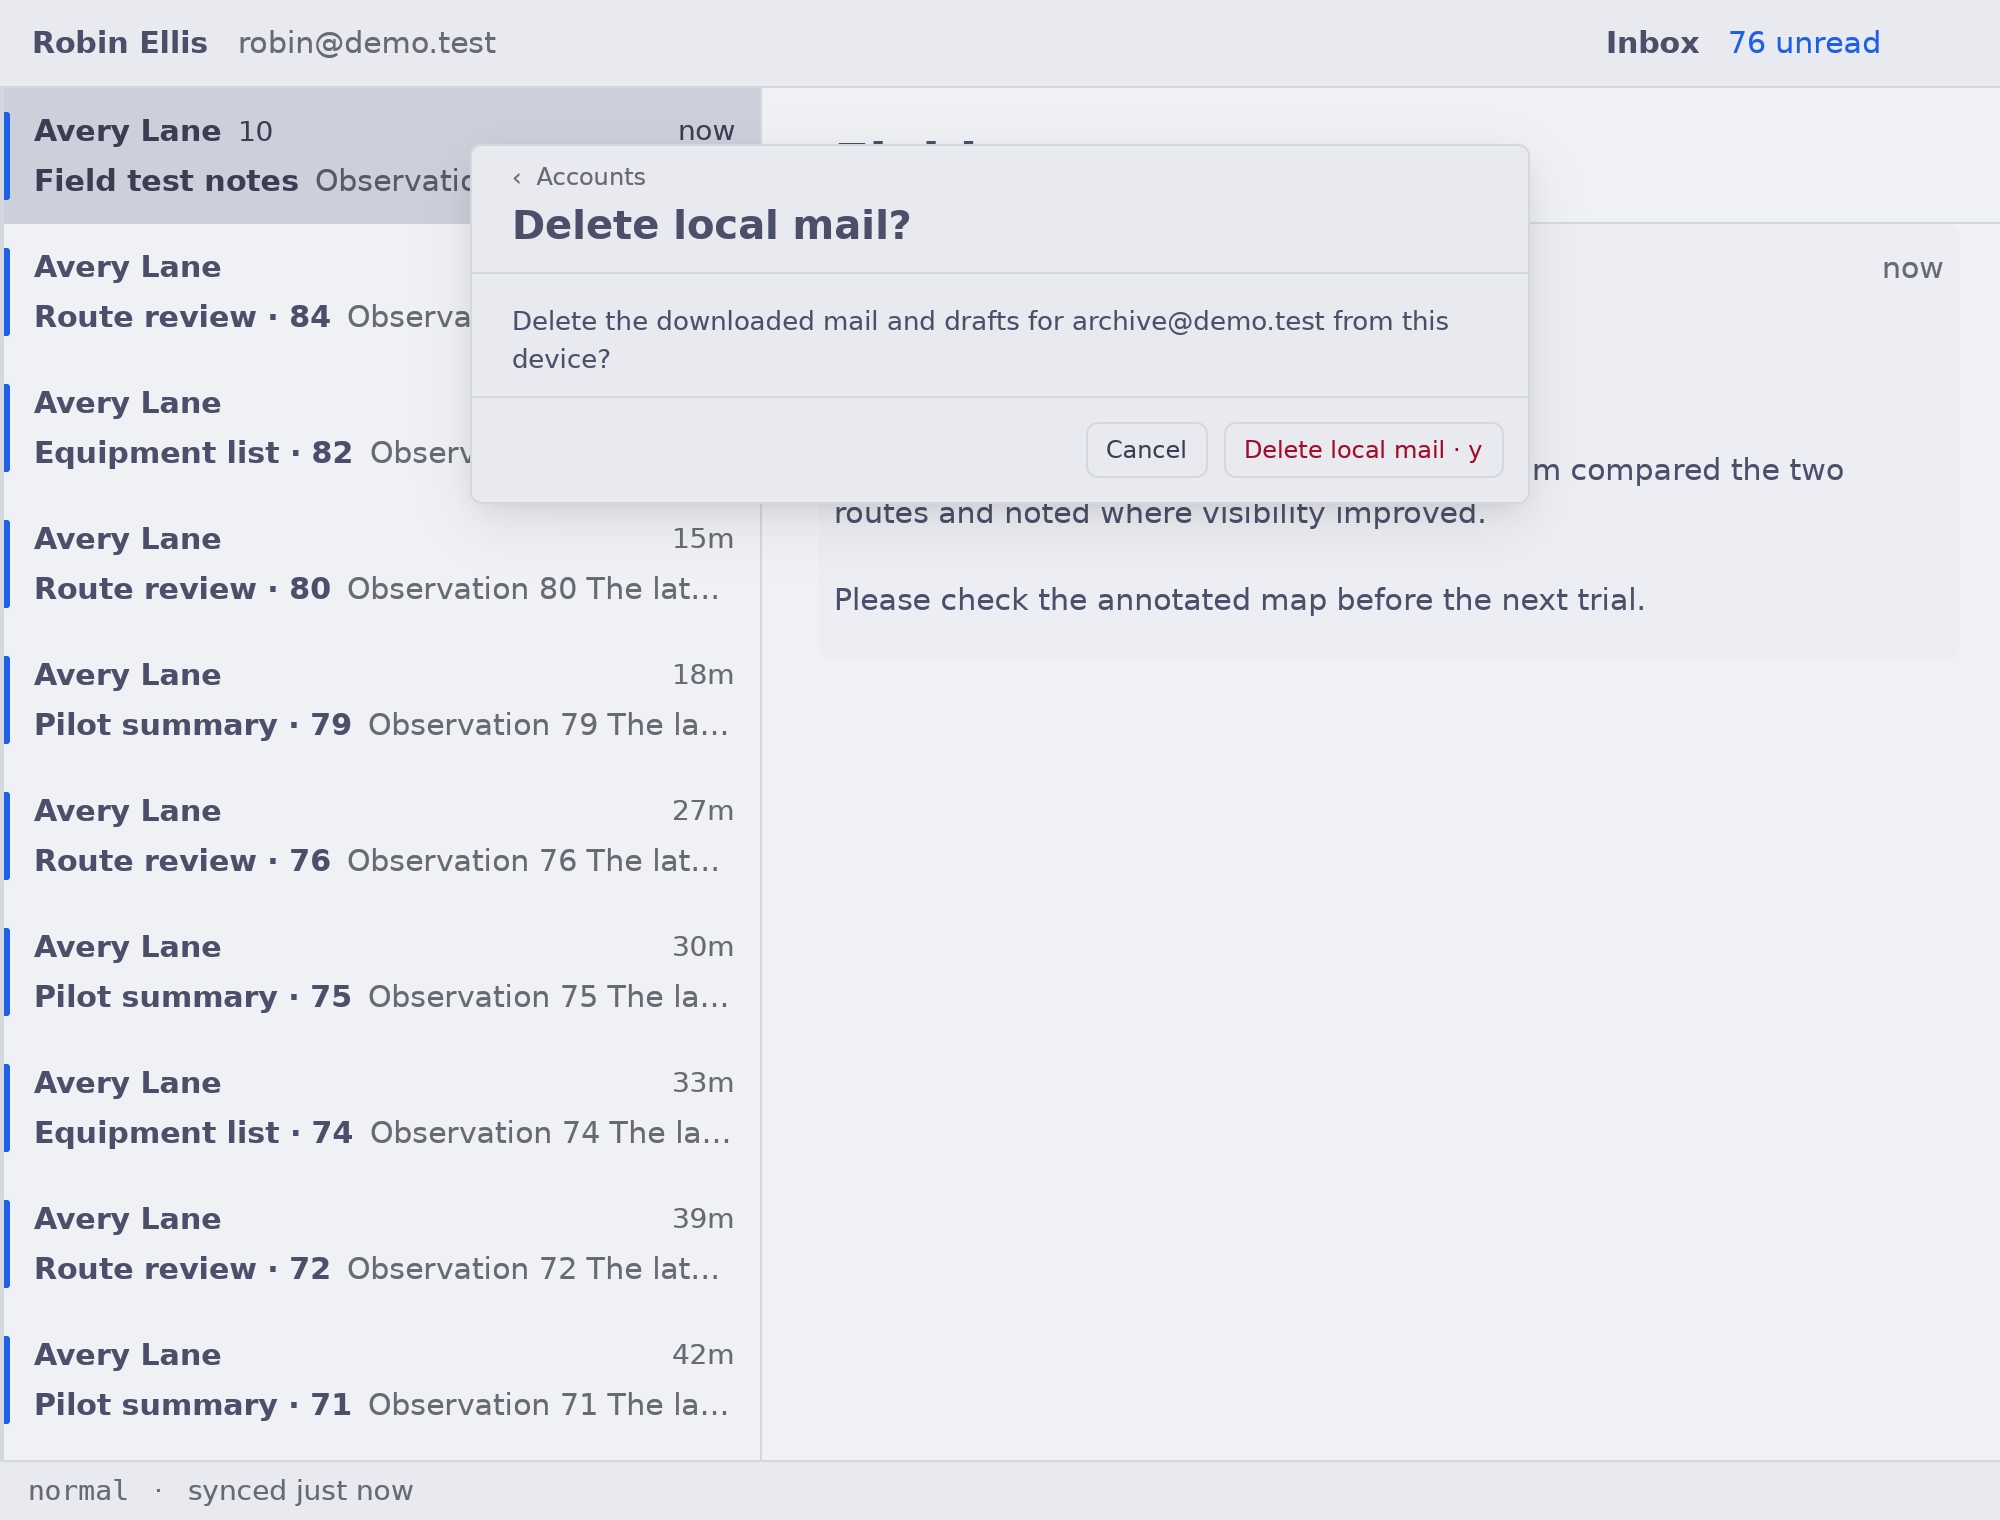 Robin Ellis robin@demo.test
Inbox 76 unread
Avery Lane 10 now
Field test notes
Avery Lane
Route review · 84
Avery Lane
Equipment list · 82
Avery Lane 15m
Route review · 80 Observation 80 The lat…
Avery Lane 18m
Pilot summary · 79 Observation 79 The la…
Avery Lane 27m
Route review · 76 Observation 76 The lat…
Avery Lane 30m
Pilot summary · 75 Observation 75 The la…
Avery Lane 33m
Equipment list · 74 Observation 74 The la…
Avery Lane 39m
Route review · 72 Observation 72 The lat…
Avery Lane 42m
Pilot summary · 71 Observation 71 The la…
‹ Accounts
Delete local mail?
Delete the downloaded mail and drafts for archive@demo.test from this
device?
Cancel
Delete local mail · y
now
compared the two
routes and noted where visibility improved.
Please check the annotated map before the next trial.
normal · synced just now